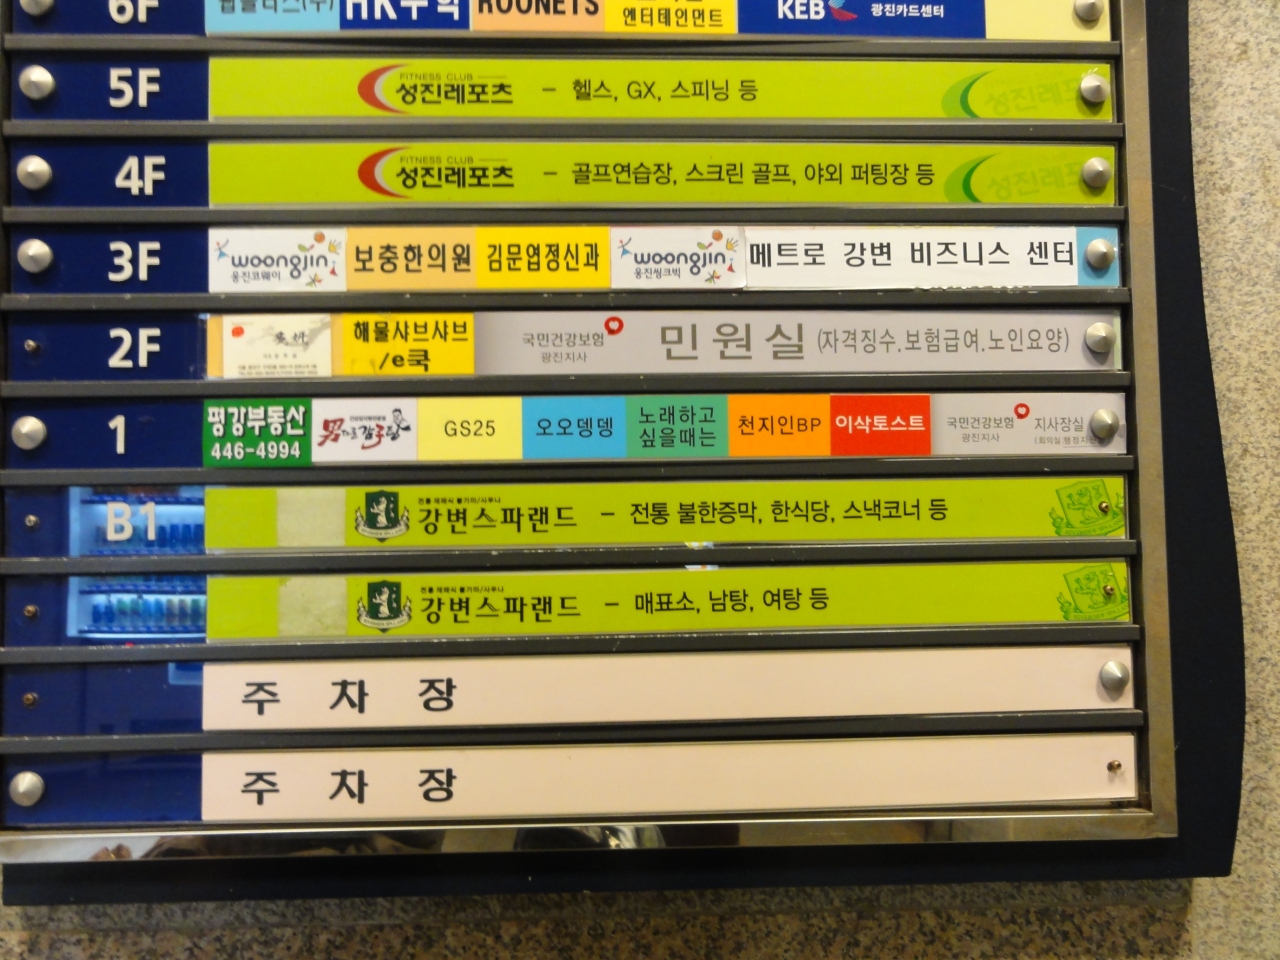 6F
HK수학
ROONETS
엔터테인먼트
KEB
광진카드센터
5F
FITNESS CLUB
성진레포츠 - 헬스, GX, 스피닝 등
4F
FITNESS CLUB
성진레포츠 - 골프연습장, 스크린 골프, 야외 퍼팅장 등
3F
woongjin
웅진코웨이
보충한의원
김문엽정신과
woongjin
웅진씽크빅
메트로 강변 비즈니스 센터
2F
해물샤브샤브
/e쿡
국민건강보험
광진지사
민원실 (자격징수.보험급여.노인요양)
1
평강부동산
446-4994
GS25
오오뎅뎅
노래하고
싶을때는
천지인BP
이삭토스트
국민건강보험
광진지사
지사장실
B1
강변스파랜드 - 전통 불한증막, 한식당, 스낵코너 등
강변스파랜드 - 매표소, 남탕, 여탕 등
주 차 장
주 차 장